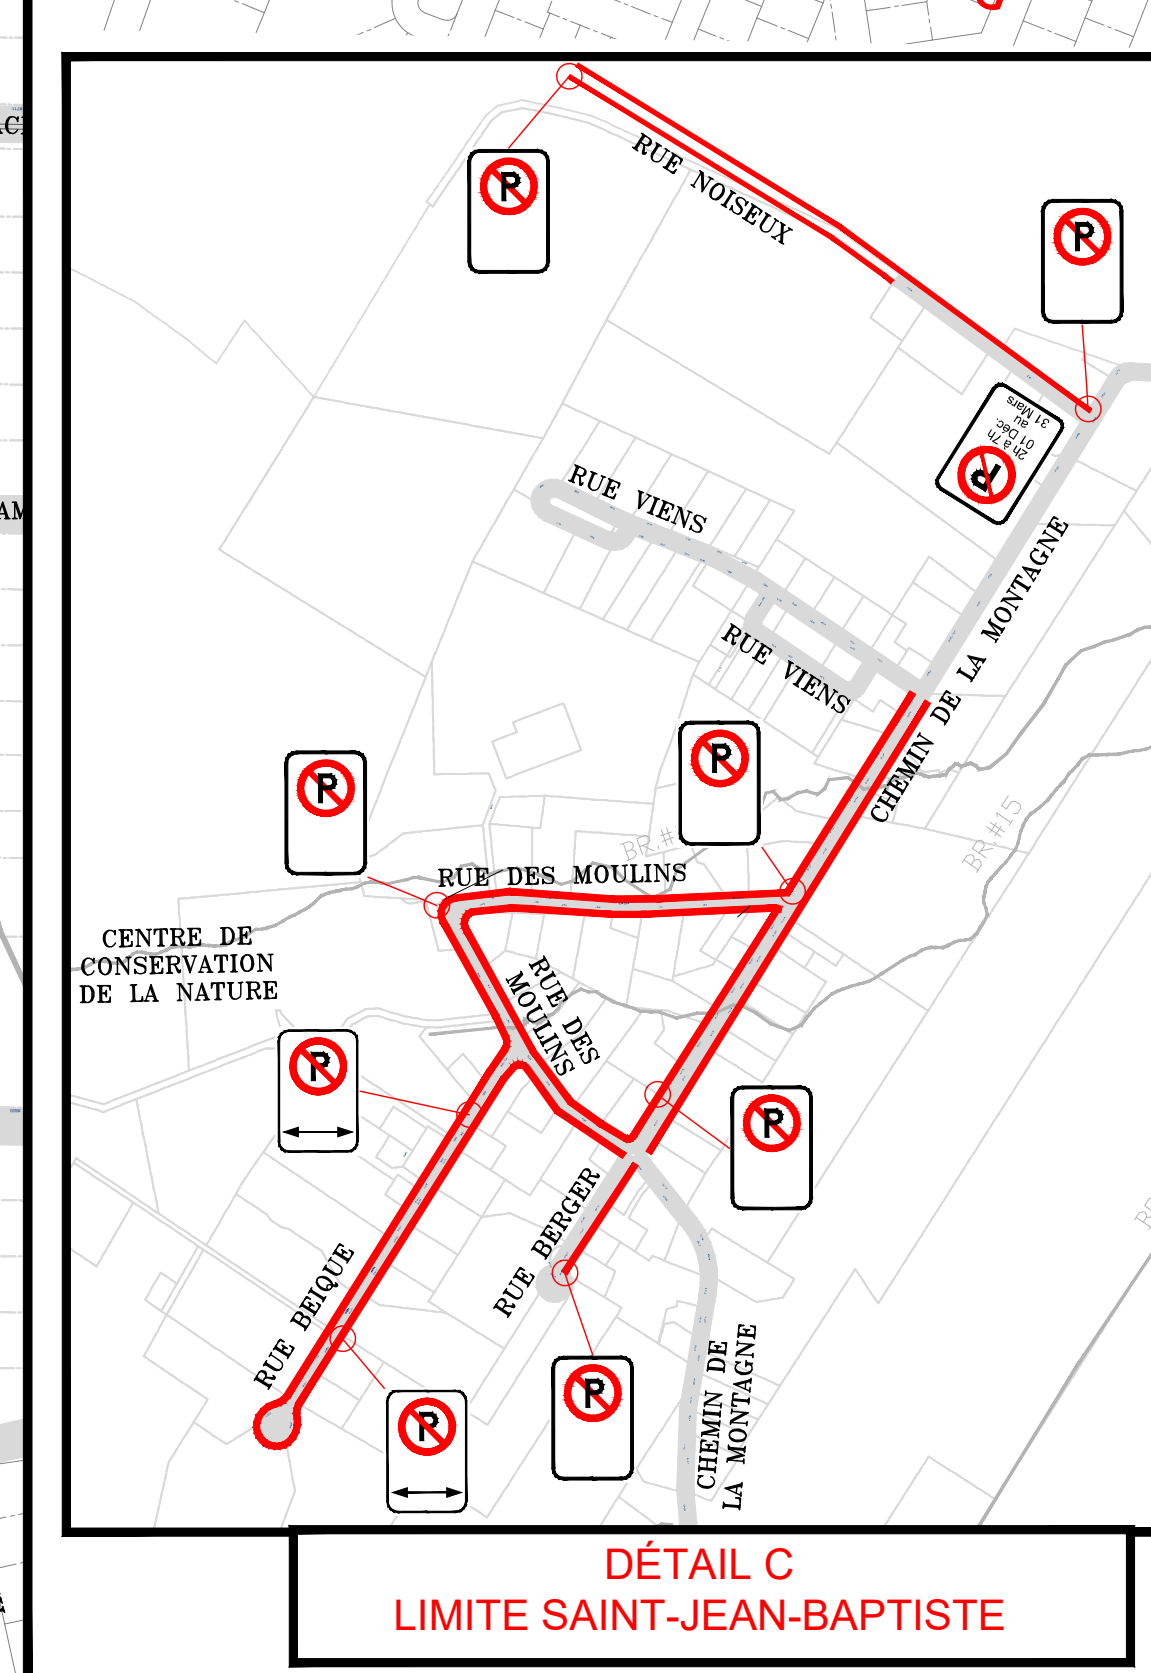 RUE NOISEUX
P
P
31 Mars
au
01 Déc.
2h à 7h
P
RUE VIENS
RUE VIENS
CHEMIN DE LA MONTAGNE
P
P
BR.#
BR.#15
RUE DES MOULINS
CENTRE DE
CONSERVATION
DE LA NATURE
RUE DES
MOULINS
P
P
RUE BERGER
RUE BEIQUE
P
P
CHEMIN DE
LA MONTAGNE
DÉTAIL C
LIMITE SAINT-JEAN-BAPTISTE